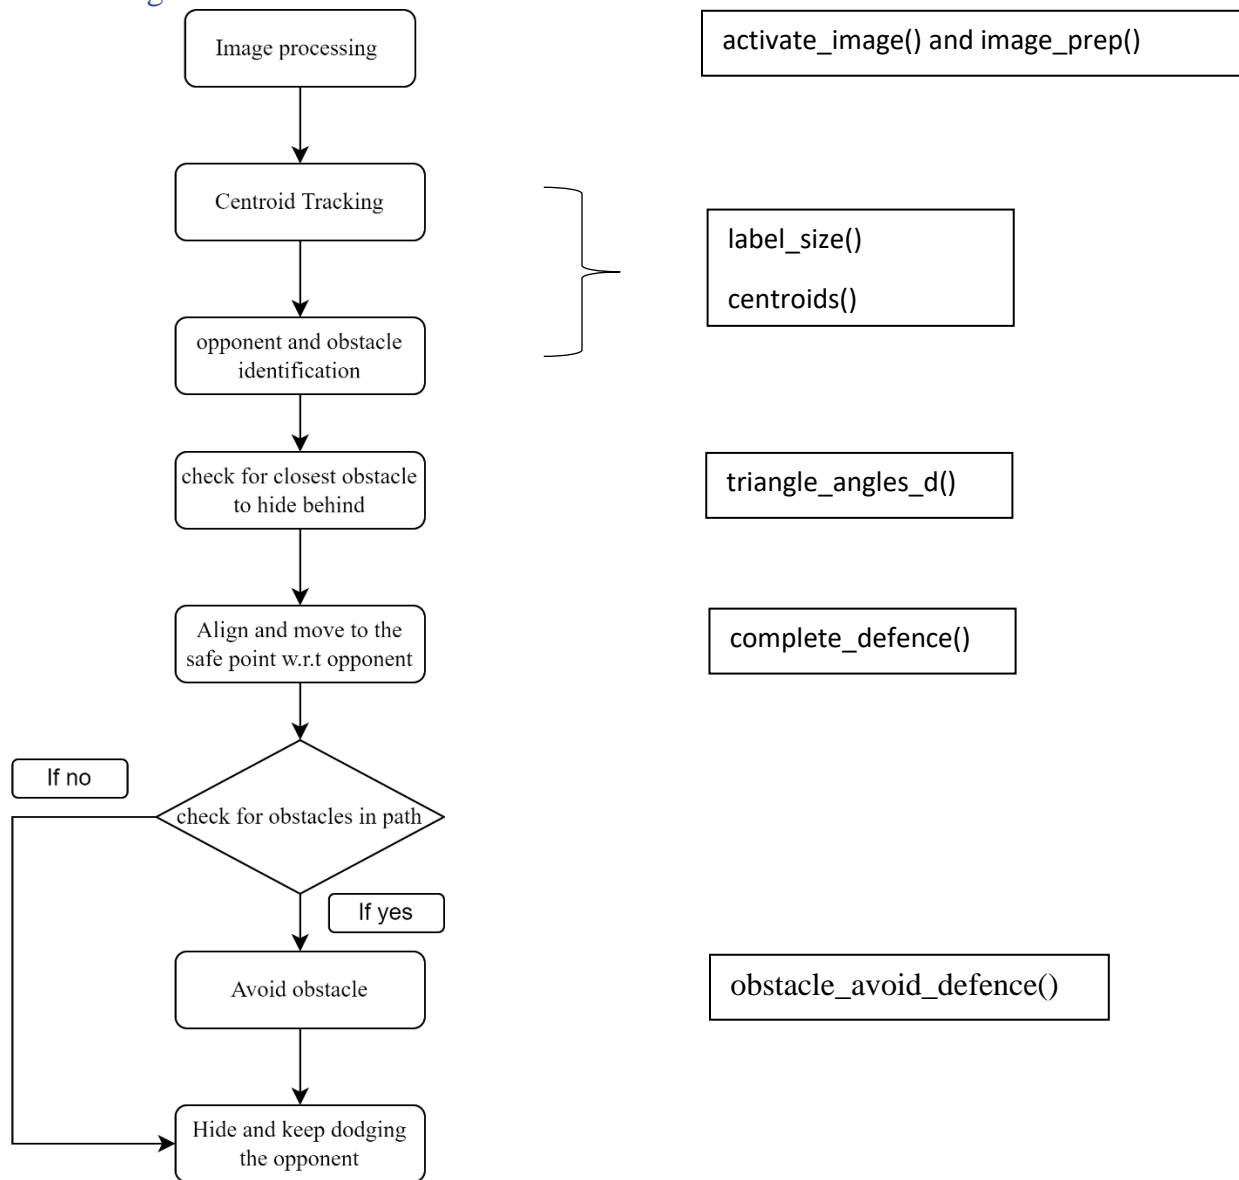 Image processing
activate_image() and image_prep()
Centroid Tracking
label_size()
centroids()
opponent and obstacle
identification
check for closest obstacle
to hide behind
triangle_angles_d()
Align and move to the
safe point w.r.t opponent
complete_defence()
If no
check for obstacles in path
If yes
Avoid obstacle
obstacle_avoid_defence()
Hide and keep dodging
the opponent